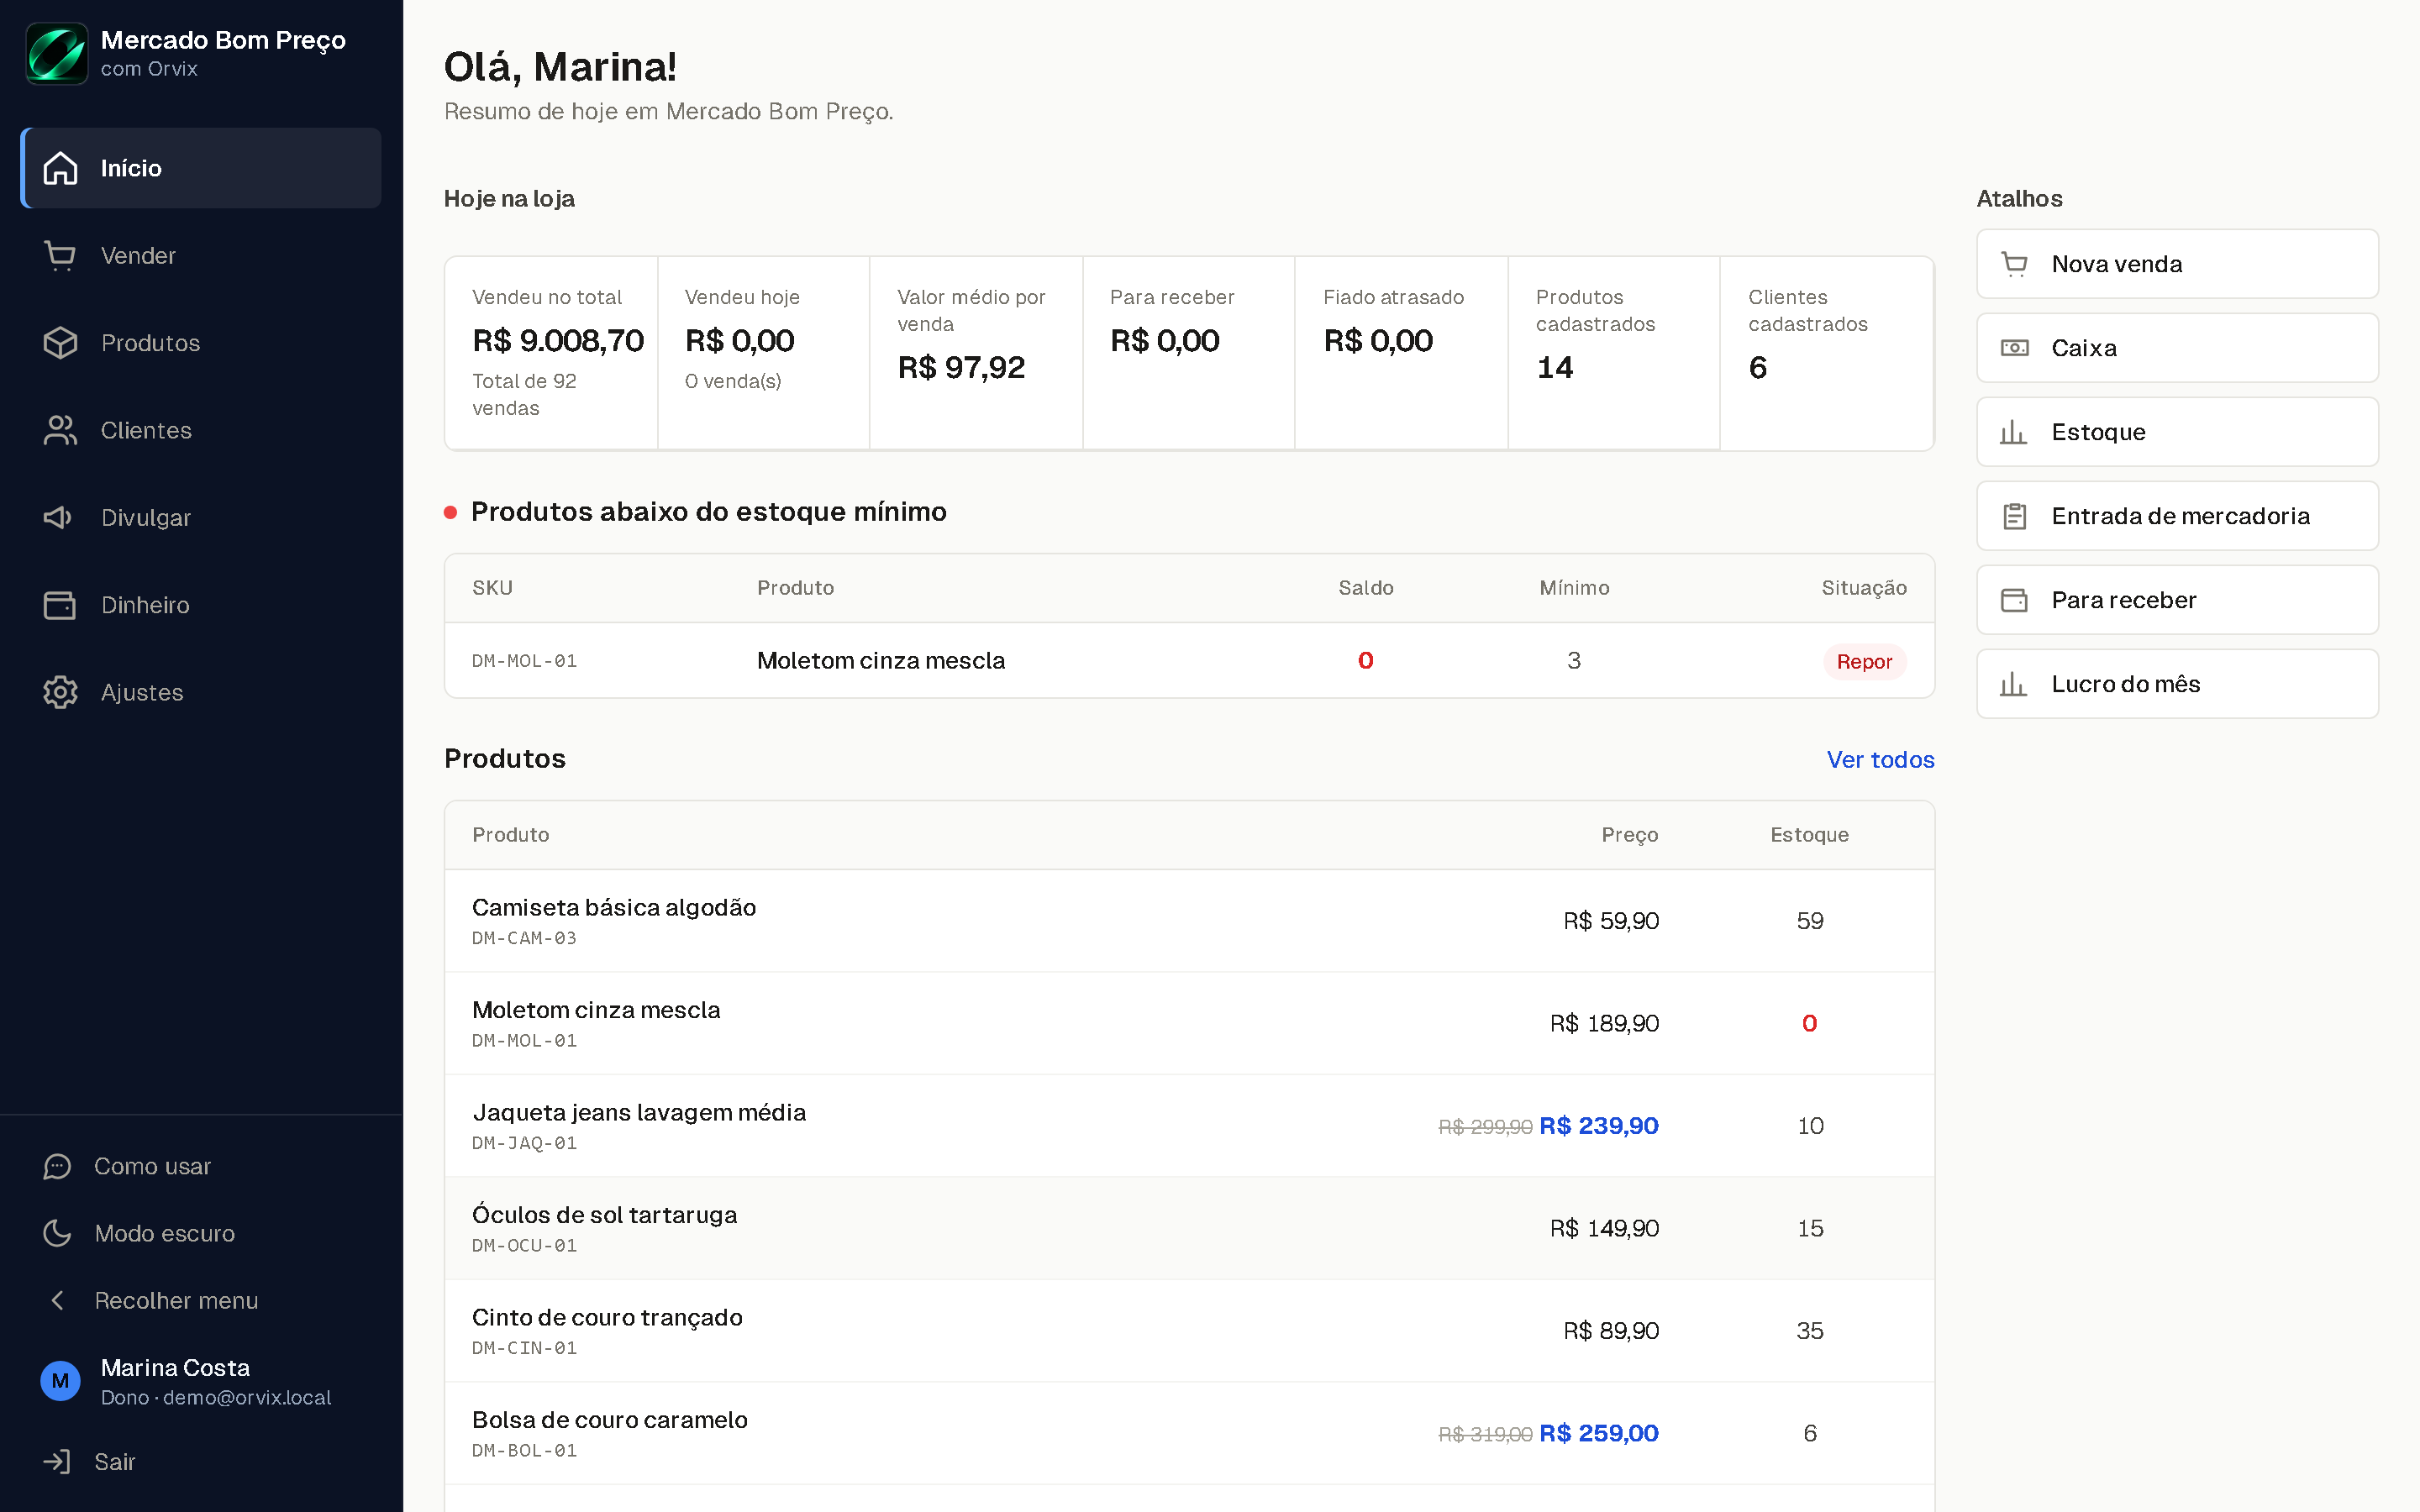 Mercado Bom Preço
com Orvix
Início
Vender
Produtos
Clientes
Divulgar
Dinheiro
Ajustes
Como usar
Modo escuro
Recolher menu
M
Marina Costa
Dono · demo@orvix.local
Sair
Olá, Marina!
Resumo de hoje em Mercado Bom Preço.
Hoje na loja
Vendeu no total
R$ 9.008,70
Total de 92
vendas
Vendeu hoje
R$ 0,00
0 venda(s)
Valor médio por
venda
R$ 97,92
Para receber
R$ 0,00
Fiado atrasado
R$ 0,00
Produtos
cadastrados
14
Clientes
cadastrados
6
Produtos abaixo do estoque mínimo
SKU Produto Saldo Mínimo Situação
DM-MOL-01 Moletom cinza mescla 0 3 Repor
Produtos Ver todos
Produto Preço Estoque
Camiseta básica algodão
DM-CAM-03
R$ 59,90 59
Moletom cinza mescla
DM-MOL-01
R$ 189,90 0
Jaqueta jeans lavagem média
DM-JAQ-01
R$ 299,90 R$ 239,90 10
Óculos de sol tartaruga
DM-OCU-01
R$ 149,90 15
Cinto de couro trançado
DM-CIN-01
R$ 89,90 35
Bolsa de couro caramelo
DM-BOL-01
R$ 319,00 R$ 259,00 6
Atalhos
Nova venda
Caixa
Estoque
Entrada de mercadoria
Para receber
Lucro do mês